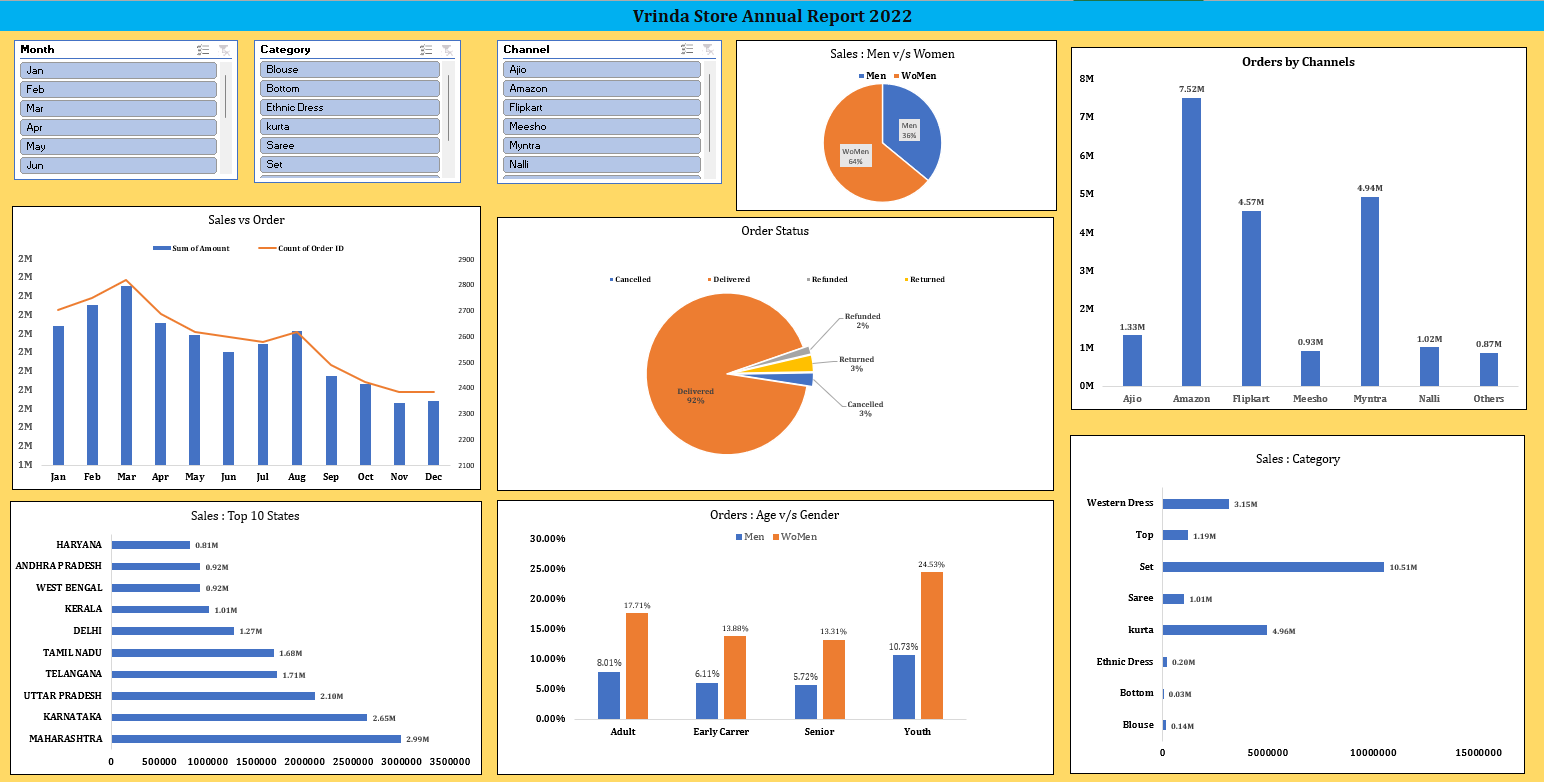 Vrinda Store Annual Report 2022
Month
Jan
Feb
Mar
Apr
May
Jun
Category
Blouse
Bottom
Ethnic Dress
kurta
Saree
Set
Channel
Ajio
Amazon
Flipkart
Meesho
Myntra
Nalli
Sales : Men v/s Women
Men WoMen
Men
36%
WoMen
64%
Orders by Channels
8M
7M
6M
5M
4M
3M
2M
1M
0M
7.52M
4.94M
4.57M
1.33M
0.93M
1.02M
0.87M
Ajio Amazon Flipkart Meesho Myntra Nalli Others
Sales vs Order
Sum of Amount Count of Order ID
2M
2M
2M
2M
2M
2M
2M
2M
2M
2M
2M
1M
2900
2800
2700
2600
2500
2400
2300
2200
2100
Jan Feb Mar Apr May Jun Jul Aug Sep Oct Nov Dec
Order Status
Cancelled Delivered Refunded Returned
Refunded
2%
Returned
3%
Delivered
92%
Cancelled
3%
Sales : Top 10 States
HARYANA 0.81M
ANDHRA PRADESH 0.92M
WEST BENGAL 0.92M
KERALA 1.01M
DELHI 1.27M
TAMIL NADU 1.68M
TELANGANA 1.71M
UTTAR PRADESH 2.10M
KARNATAKA 2.65M
MAHARASHTRA 2.99M
0 500000 1000000 1500000 2000000 2500000 3000000 3500000
Orders : Age v/s Gender
Men WoMen
30.00%
25.00%
20.00%
15.00%
10.00%
5.00%
0.00%
8.01% 17.71% 6.11% 13.88% 5.72% 13.31% 10.73% 24.53%
Adult Early Carrer Senior Youth
Sales : Category
Western Dress 3.15M
Top 1.19M
Set 10.51M
Saree 1.01M
kurta 4.96M
Ethnic Dress 0.20M
Bottom 0.03M
Blouse 0.14M
0 5000000 10000000 15000000